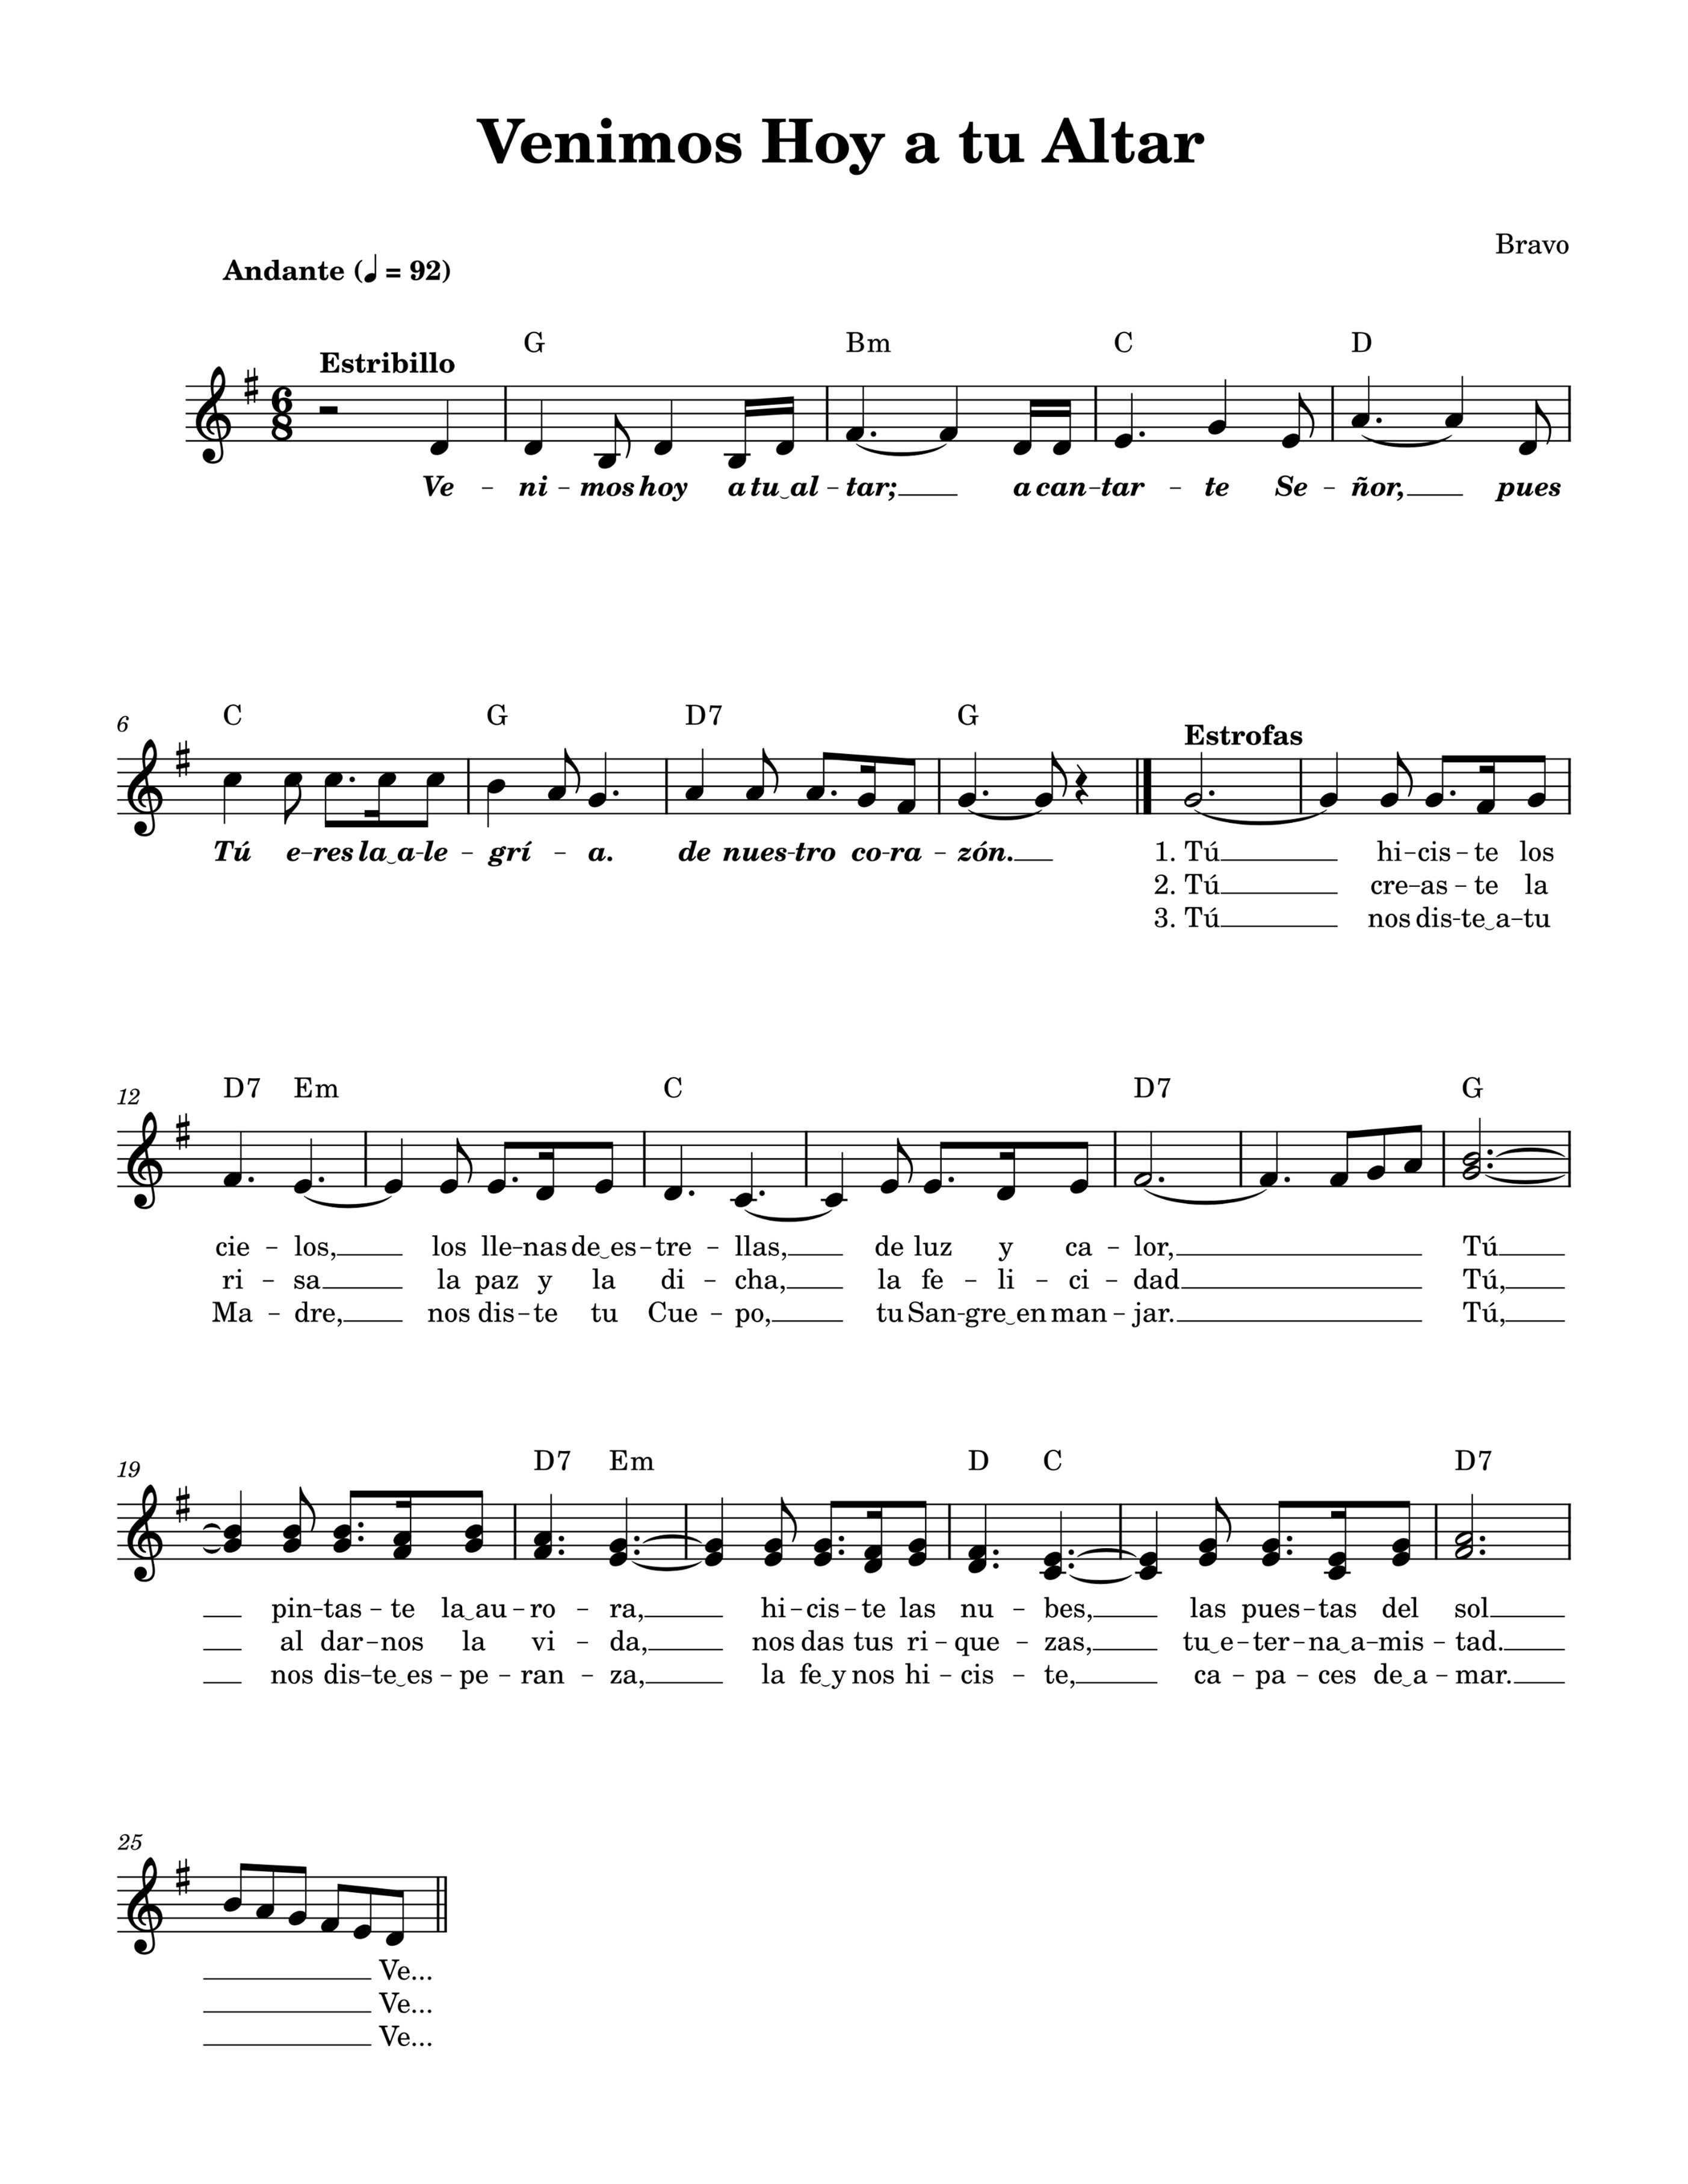 Venimos Hoy a tu Altar
Bravo
Andante (♩ = 92)
G Bm C D
Estribillo
6 8
Ve – ni – mos hoy a tu‿al – tar; a can – tar – te Se – ñor, pues
6 C G D7 G
Estrofas
Tú e – res la‿a – le – grí – a. de nues – tro co – ra – zón. 1. Tú hi – cis – te los
2. Tú cre – as – te la
3. Tú nos dis – te‿a – tu
12 D7 Em C D7 G
cie – los, los lle – nas de‿es – tre – llas, de luz y ca – lor, Tú
ri – sa la paz y la di – cha, la fe – li – ci – dad Tú,
Ma – dre, nos dis – te tu Cue – po, tu San – gre‿en man – jar. Tú,
19 D7 Em D C D7
pin – tas – te la‿au – ro – ra, hi – cis – te las nu – bes, las pues – tas del sol
al dar – nos la vi – da, nos das tus ri – que – zas, tu‿e – ter – na‿a – mis – tad.
nos dis – te‿es – pe – ran – za, la fe‿y nos hi – cis – te, ca – pa – ces de‿a – mar.
25
Ve...
Ve...
Ve...